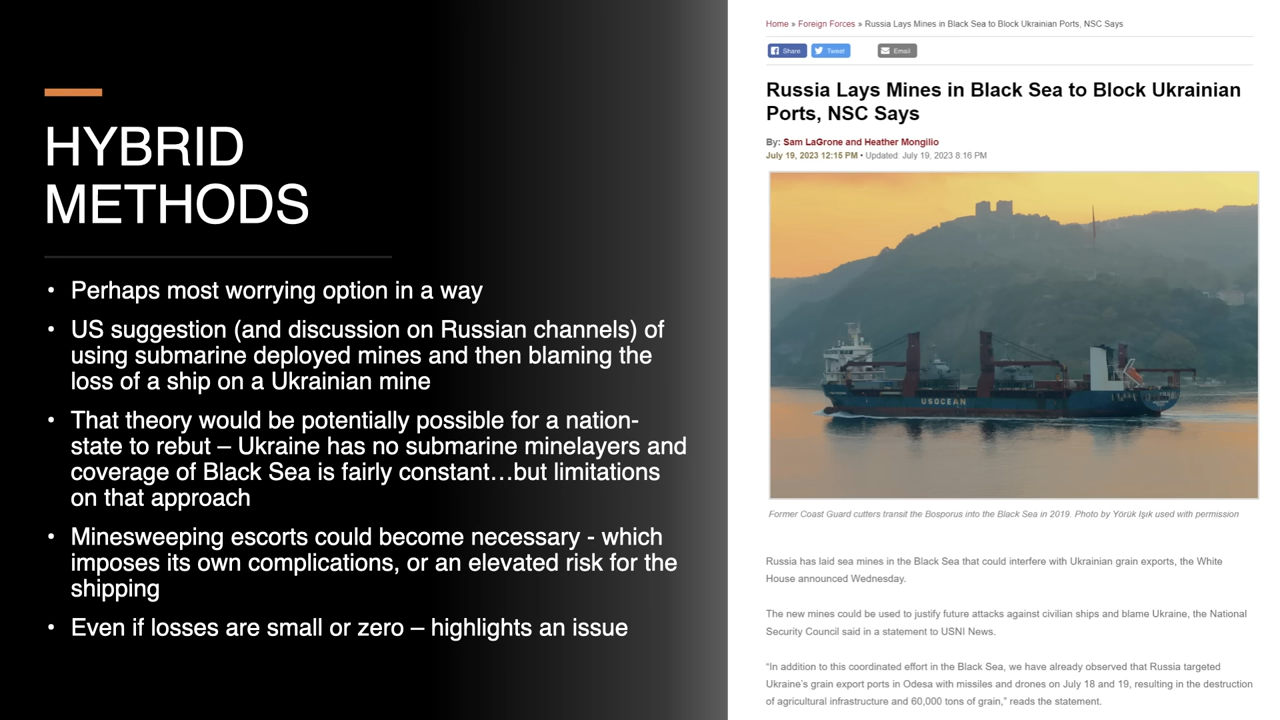 HYBRID
METHODS
• Perhaps most worrying option in a way
• US suggestion (and discussion on Russian channels) of
using submarine deployed mines and then blaming the
loss of a ship on a Ukrainian mine
• That theory would be potentially possible for a nation-
state to rebut – Ukraine has no submarine minelayers and
coverage of Black Sea is fairly constant…but limitations
on that approach
• Minesweeping escorts could become necessary - which
imposes its own complications, or an elevated risk for the
shipping
• Even if losses are small or zero – highlights an issue
Home » Foreign Forces » Russia Lays Mines in Black Sea to Block Ukrainian Ports, NSC Says
Share Tweet Email
Russia Lays Mines in Black Sea to Block Ukrainian
Ports, NSC Says
By: Sam LaGrone and Heather Mongilio
July 19, 2023 12:15 PM • Updated: July 19, 2023 8:16 PM
USOCEAN
Former Coast Guard cutters transit the Bosporus into the Black Sea in 2019. Photo by Yörük Işık used with permission
Russia has laid sea mines in the Black Sea that could interfere with Ukrainian grain exports, the White
House announced Wednesday.
The new mines could be used to justify future attacks against civilian ships and blame Ukraine, the National
Security Council said in a statement to USNI News.
“In addition to this coordinated effort in the Black Sea, we have already observed that Russia targeted
Ukraine’s grain export ports in Odesa with missiles and drones on July 18 and 19, resulting in the destruction
of agricultural infrastructure and 60,000 tons of grain,” reads the statement.